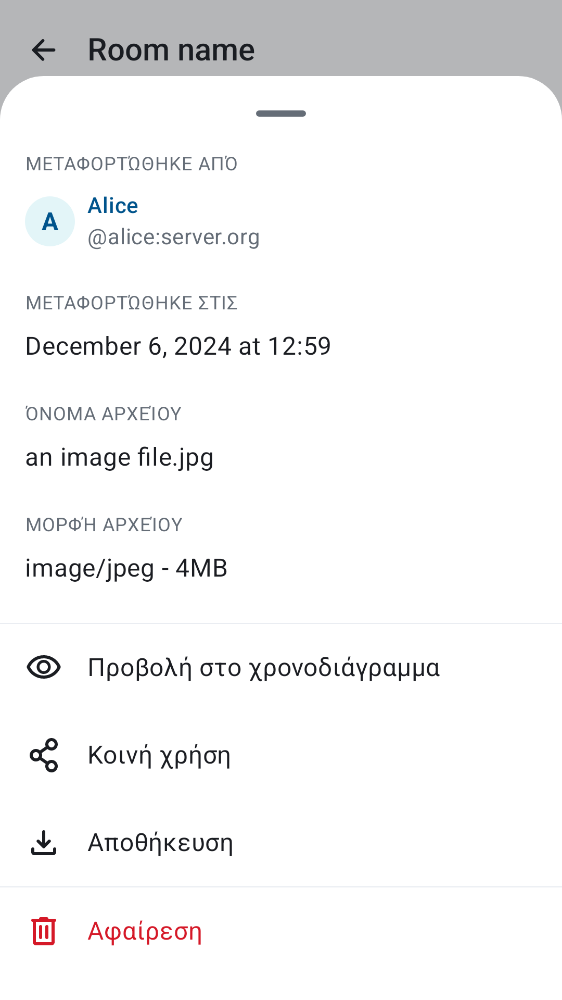 Room name
ΜΕΤΑΦΟΡΤΏΘΗΚΕ ΑΠΌ
A
Alice
@alice:server.org
ΜΕΤΑΦΟΡΤΏΘΗΚΕ ΣΤΙΣ
December 6, 2024 at 12:59
ΌΝΟΜΑ ΑΡΧΕΊΟΥ
an image file.jpg
ΜΟΡΦΉ ΑΡΧΕΊΟΥ
image/jpeg - 4MB
Προβολή στο χρονοδιάγραμμα
Κοινή χρήση
Αποθήκευση
Αφαίρεση